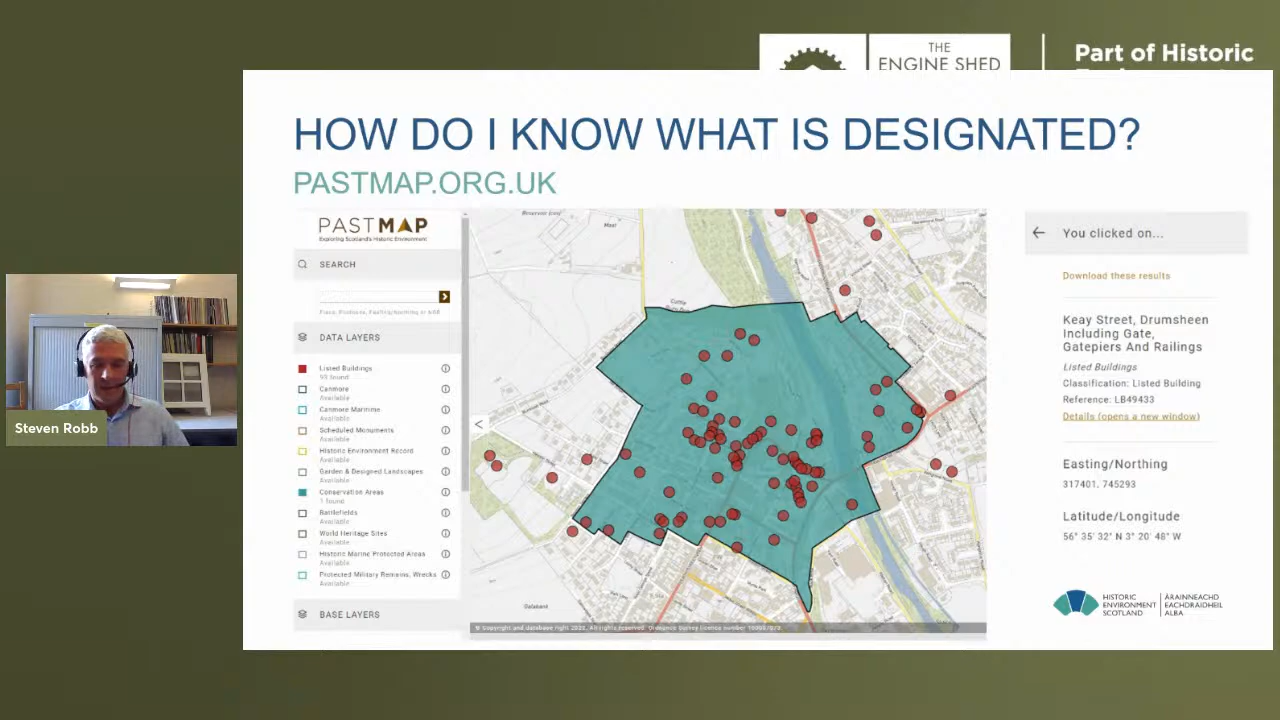 THE
ENGINE SHED
Part of Historic
HOW DO I KNOW WHAT IS DESIGNATED?
PASTMAP.ORG.UK
PASTMAP
Exploring Scotland's Historic Environment
SEARCH
DATA LAYERS
Listed Buildings
93 found
Canmore
Available
Canmore Maritime
Available
Scheduled Monuments
Available
Historic Environment Record
Available
Garden & Designed Landscapes
Available
Conservation Areas
1 found
Battlefields
Available
World Heritage Sites
Available
Historic Marine Protected Areas
Available
Protected Military Remains, Wrecks
Available
BASE LAYERS
<
You clicked on...
Download these results
Keay Street, Drumsheen
Including Gate,
Gatepiers And Railings
Listed Buildings
Classification: Listed Building
Reference: LB49433
Details (opens a new window)
Easting/Northing
317401, 745293
Latitude/Longitude
56° 35' 32" N 3° 20' 48" W
HISTORIC
ENVIRONMENT
SCOTLAND
ÀRAINNEACHD
EACHDRAIDHEIL
ALBA
Steven Robb